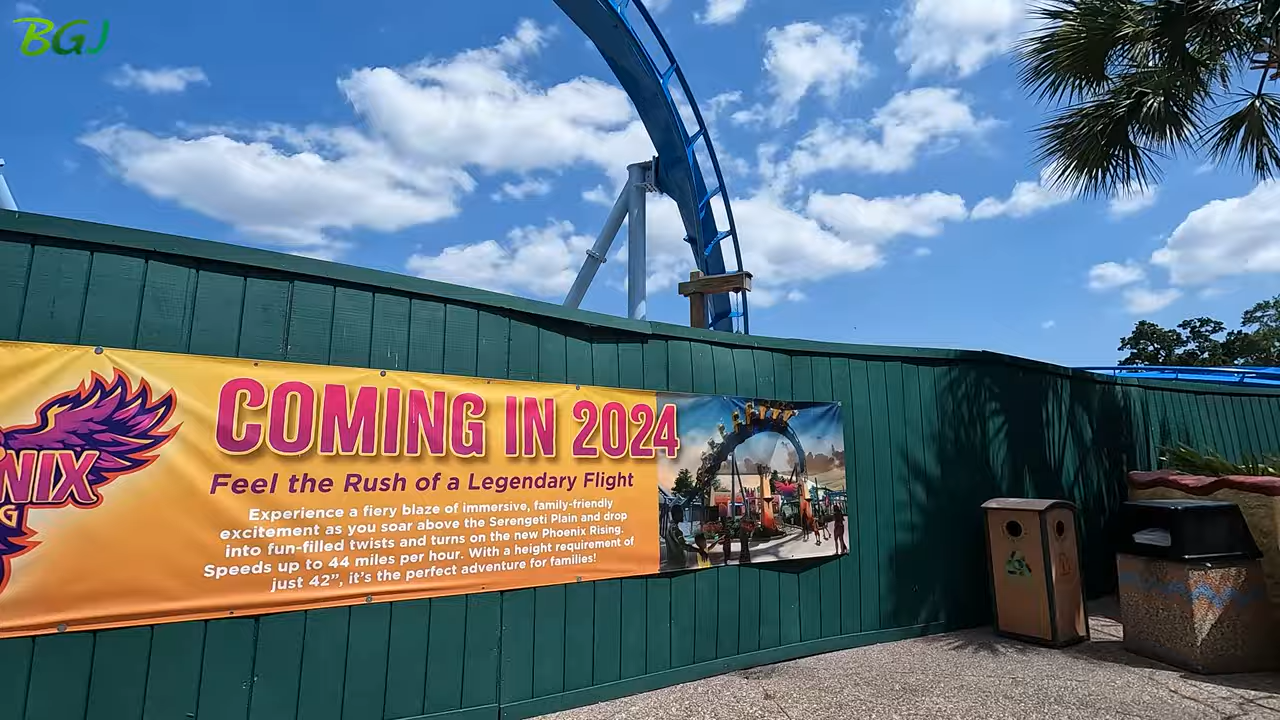 BGJ
NIX
G
COMING IN 2024
Feel the Rush of a Legendary Flight
Experience a fiery blaze of immersive, family-friendly
excitement as you soar above the Serengeti Plain and drop
into fun-filled twists and turns on the new Phoenix Rising.
Speeds up to 44 miles per hour. With a height requirement of
just 42”, it's the perfect adventure for families!